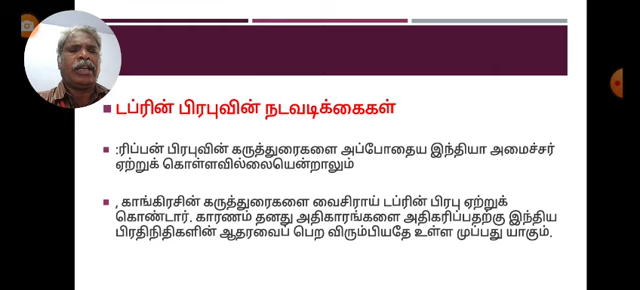 டப்ரின் பிரபுவின் நடவடிக்கைகள்
:ரிப்பன் பிரபுவின் கருத்துரைகளை அப்போதைய இந்தியா அமைச்சர்
ஏற்றுக் கொள்ளவில்லையென்றாலும்
, காங்கிரசின் கருத்துரைகளை வைசிராய் டப்ரின் பிரபு ஏற்றுக்
கொண்டார். காரணம் தனது அதிகாரங்களை அதிகரிப்பதற்கு இந்திய
பிரதிநிதிகளின் ஆதரவைப் பெற விரும்பியதே உள்ள முப்பது யாகும்.